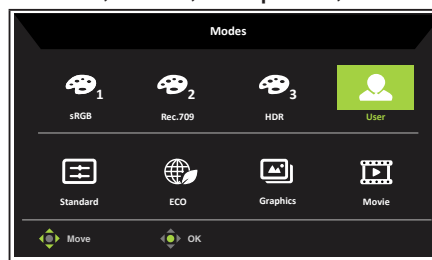 Modes
1 2 3
sRGB Rec.709 HDR User
Standard ECO Graphics Movie
Move OK